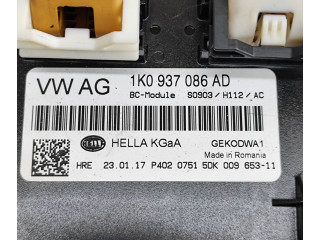 VW AG 1K0 937 086 AD
BC-Module S0903 / H112 / AC
HELLA HELLA KGaA GEKODWA1
Made in Romania
HRE 23.01.17 P402 0751 5DK 009 653-11